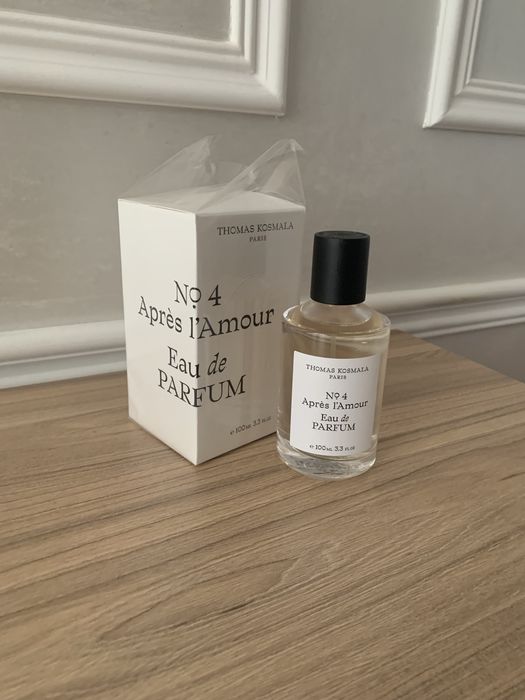 THOMAS KOSMALA
PARIS
Nº 4
Après l'Amour
Eau de
PARFUM
e 100ML 3.3 fl.oz
THOMAS KOSMALA
PARIS
Nº 4
Après l'Amour
Eau de
PARFUM
e 100ML 3.3 fl.oz